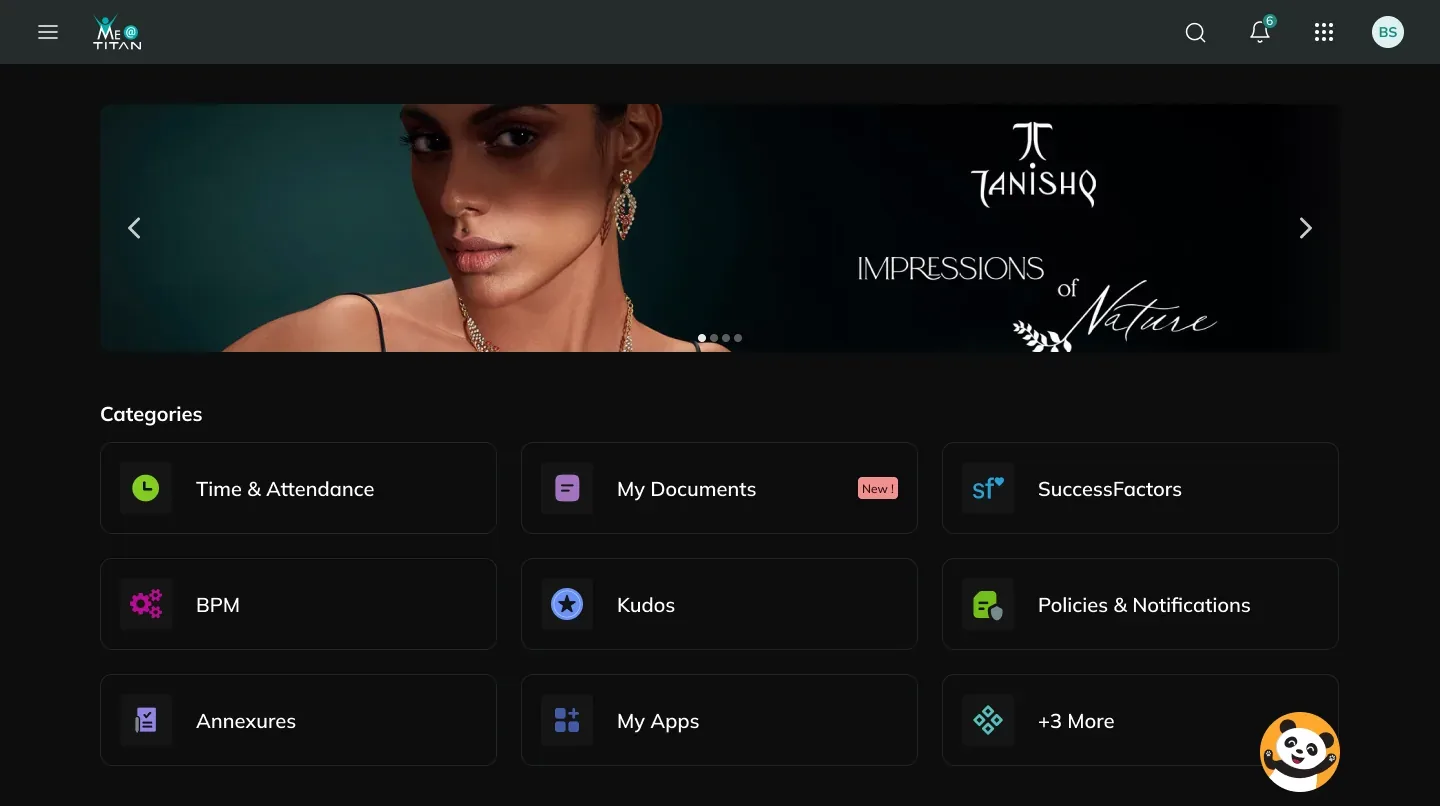 ME @
TITAN
6
BS
TANISHQ
IMPRESSIONS
of
Nature
Categories
Time & Attendance
My Documents
New !
sf
SuccessFactors
BPM
Kudos
Policies & Notifications
Annexures
My Apps
+3 More